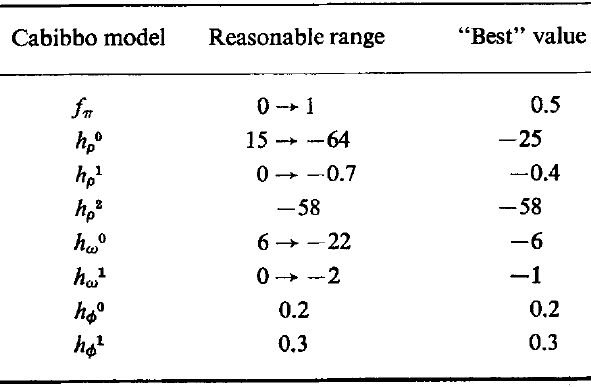 Cabibbo model Reasonable range “Best” value
fπ 0 → 1 0.5
hρ⁰ 15 → −64 −25
hρ¹ 0 → −0.7 −0.4
hρ² −58 −58
hω⁰ 6 → −22 −6
hω¹ 0 → −2 −1
hϕ⁰ 0.2 0.2
hϕ¹ 0.3 0.3